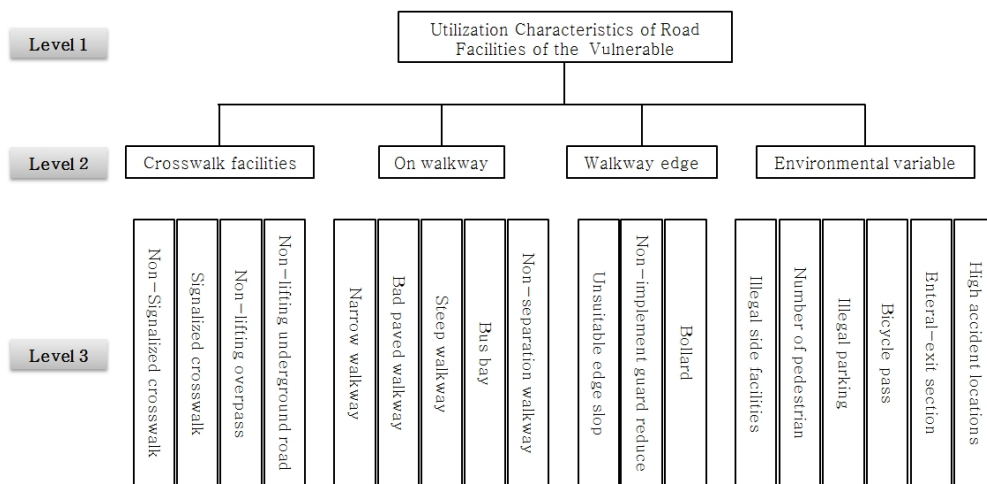 Level 1
Utilization Characteristics of Road
Facilities of the Vulnerable
Level 2
Crosswalk facilities
On walkway
Walkway edge
Environmental variable
Level 3
Non-Signalized crosswalk
Signalized crosswalk
Non-lifting overpass
Non-lifting underground road
Narrow walkway
Bad paved walkway
Steep walkway
Bus bay
Non-separation walkway
Unsuitable edge slop
Non-implement guard reduce
Bollard
Illegal side facilities
Number of pedestrian
Illegal parking
Bicycle pass
Enteral-exit section
High accident locations